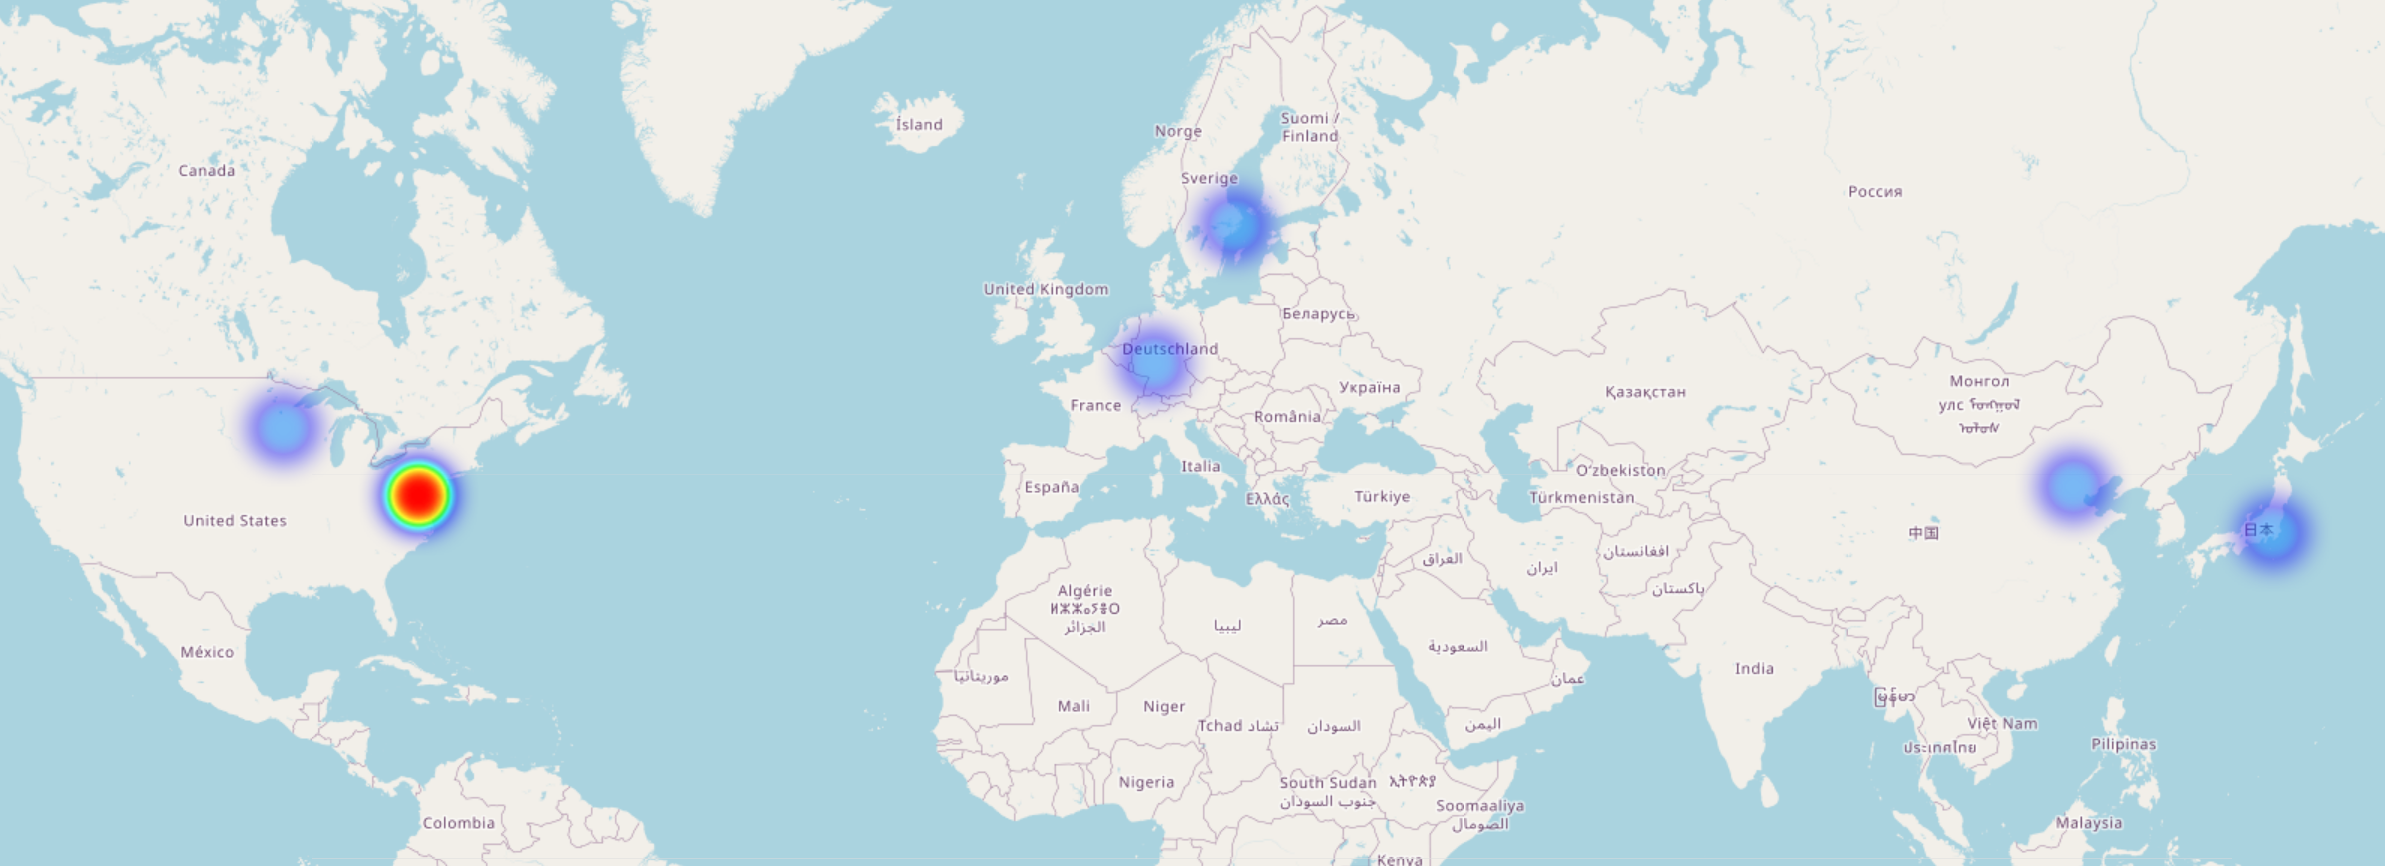 Ísland
Suomi /
Finland
Norge
Canada
Sverige
Россия
United Kingdom
Беларусь
Deutschland
Монгол
улс ᠮᠣᠩᠭᠣᠯ
ᠤᠯᠤᠰ
Україна
Қазақстан
France
România
Italia
Oʻzbekiston
España
Ελλάς
Türkiye
Türkmenistan
United States
中国
日本
افغانستان
العراق
ایران
پاکستان
Algérie
ⵍⵣⵣⴰⵢⴻⵔ
الجزائر
ليبيا
مصر
السعودية
México
India
موريتانيا
عمان
မြန်မာ
Mali
Niger
Tchad تشاد
السودان
اليمن
Việt Nam
ประเทศไทย
Pilipinas
Nigeria
South Sudan
جنوب السودان
ኢትዮጵያ
Soomaaliya
الصومال
Colombia
Malaysia
Kenya